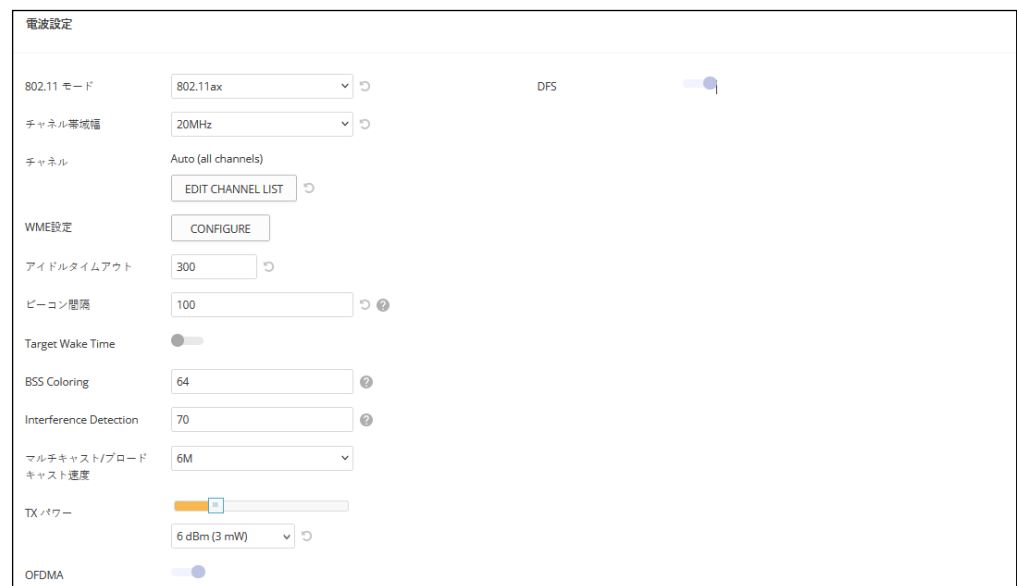 電波設定
802.11 モード
802.11ax
DFS
チャネル帯域幅
20MHz
チャネル
Auto (all channels)
EDIT CHANNEL LIST
WME設定
CONFIGURE
アイドルタイムアウト
300
ビーコン間隔
100
?
Target Wake Time
BSS Coloring
64
?
Interference Detection
70
?
マルチキャスト/ブロード
キャスト速度
6M
TX パワー
6 dBm (3 mW)
OFDMA